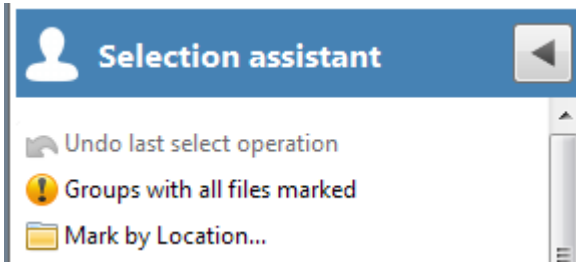 Selection assistant
Undo last select operation
Groups with all files marked
Mark by Location...